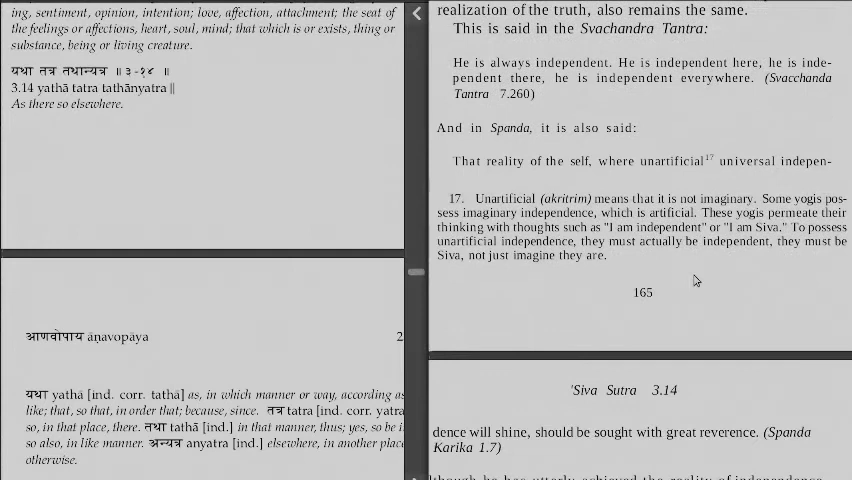 ing, sentiment, opinion, intention; love, affection, attachment; the seat of
the feelings or affections, heart, soul, mind; that which is or exists, thing or
substance, being or living creature.
यथा तत्र तथान्यत्र ॥ ३-१४ ॥
3.14 yathā tatra tathānyatra ||
As there so elsewhere.
आणवोपाय āṇavopāya 2
यथा yathā [ind. corr. tathā] as, in which manner or way, according as
like; that, so that, in order that; because, since. तत्र tatra [ind. corr. yatra
so, in that place, there. तथा tathā [ind.] in that manner, thus; yes, so be i
so also, in like manner. अन्यत्र anyatra [ind.] elsewhere, in another place
otherwise.
realization of the truth, also remains the same.
This is said in the Svachandra Tantra:
He is always independent. He is independent here, he is inde-
pendent there, he is independent everywhere. (Svacchanda
Tantra 7.260)
And in Spanda, it is also said:
That reality of the self, where unartificial17 universal indepen-
17. Unartificial (akritrim) means that it is not imaginary. Some yogis pos-
sess imaginary independence, which is artificial. These yogis permeate their
thinking with thoughts such as "I am independent" or "I am Siva." To possess
unartificial independence, they must actually be independent, they must be
Siva, not just imagine they are.
165
'Siva Sutra 3.14
dence will shine, should be sought with great reverence. (Spanda
Karika 1.7)
though he has utterly achieved the reality of independence